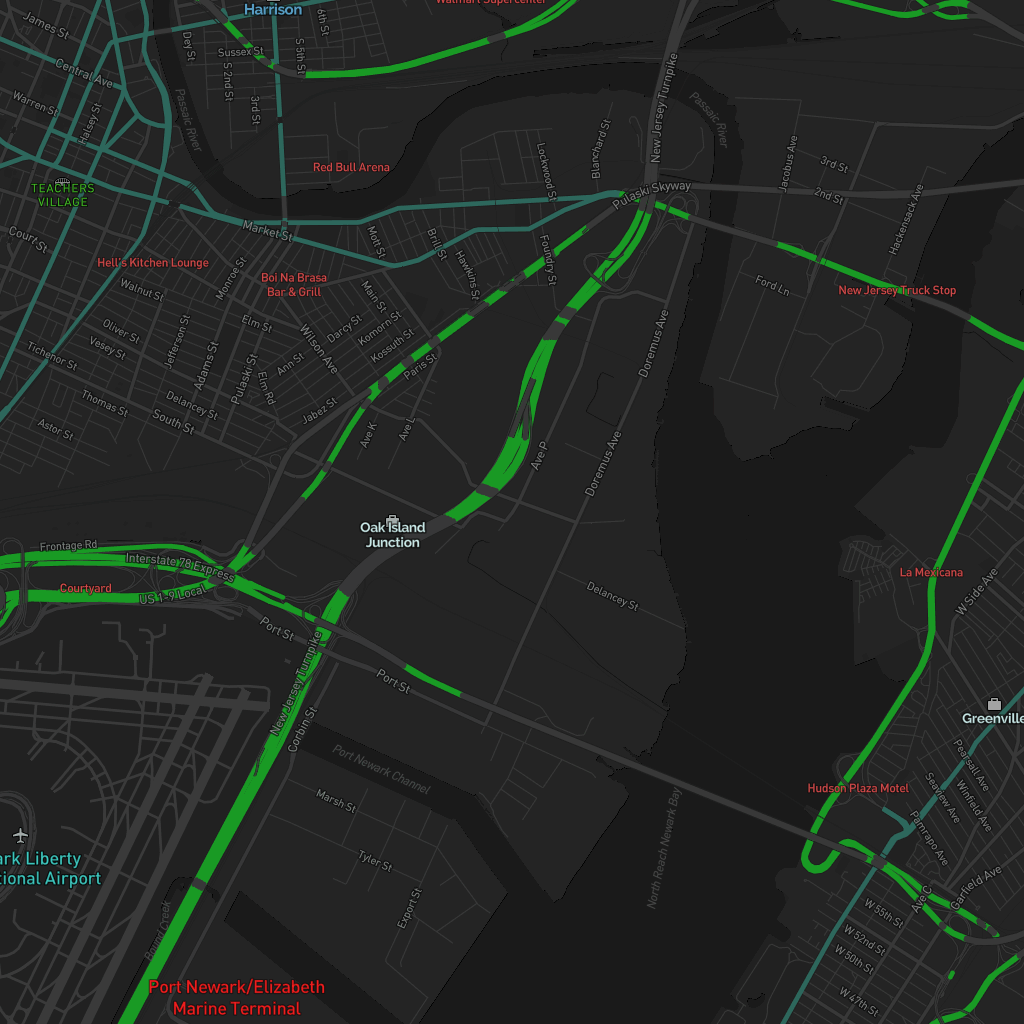 Walmart Supercenter
Harrison
James St
6th St
Dey St
Sussex St
S 5th St
S 2nd St
3rd St
Central Ave
Warren St
Halsey St
Passaic River
New Jersey Turnpike
Passaic River
Lockwood St
Blanchard St
Jacobus Ave
3rd St
2nd St
Red Bull Arena
TEACHERS
VILLAGE
Pulaski Skyway
Hackensack Ave
Court St
Market St
Mott St
Brill St
Hawkins St
Foundry St
Hell's Kitchen Lounge
Monroe St
Boi Na Brasa
Bar & Grill
Walnut St
Main St
Ford Ln
New Jersey Truck Stop
Oliver St
Vesey St
Tichenor St
Jefferson St
Adams St
Elm St
Wilson Ave
Darcy St
Komorn St
Kossuth St
Ann St
Paris St
Doremus Ave
Pulaski St
Elm Rd
Thomas St
Delancey St
South St
Jabez St
Astor St
Ave K
Ave L
Ave P
Doremus Ave
Oak Island
Junction
Frontage Rd
Interstate 78 Express
US 1-9 Local
Courtyard
La Mexicana
W Side Ave
Delancey St
Port St
Port St
New Jersey Turnpike
Corbin St
Greenville
Port Newark Channel
Pearsall Ave
Seaview Ave
Winfield Ave
Hudson Plaza Motel
Pamrapo Ave
Marsh St
North Reach Newark Bay
ark Liberty
tional Airport
Tyler St
Export St
Ave C
Garfield Ave
W 55th St
W 52nd St
W 50th St
W 47th St
Port Newark/Elizabeth
Marine Terminal